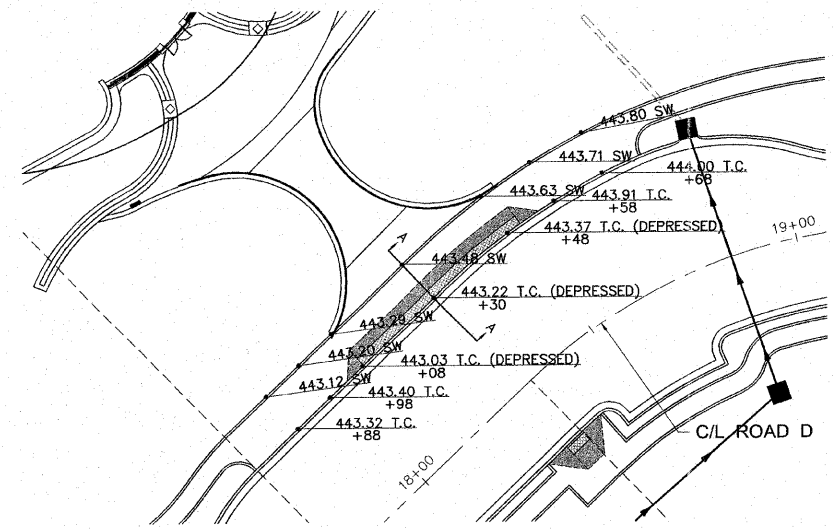 443.80 SW
443.71 SW
444.00 T.C.
+68
443.63 SW
443.91 T.C.
+58
443.37 T.C. (DEPRESSED)
+48
19+00
A
443.48 SW
443.22 T.C. (DEPRESSED)
+30
A
443.29 SW
443.20 SW
443.03 T.C. (DEPRESSED)
+08
443.12 SW
443.40 T.C.
+98
443.32 T.C.
+88
C/L ROAD D
18+00